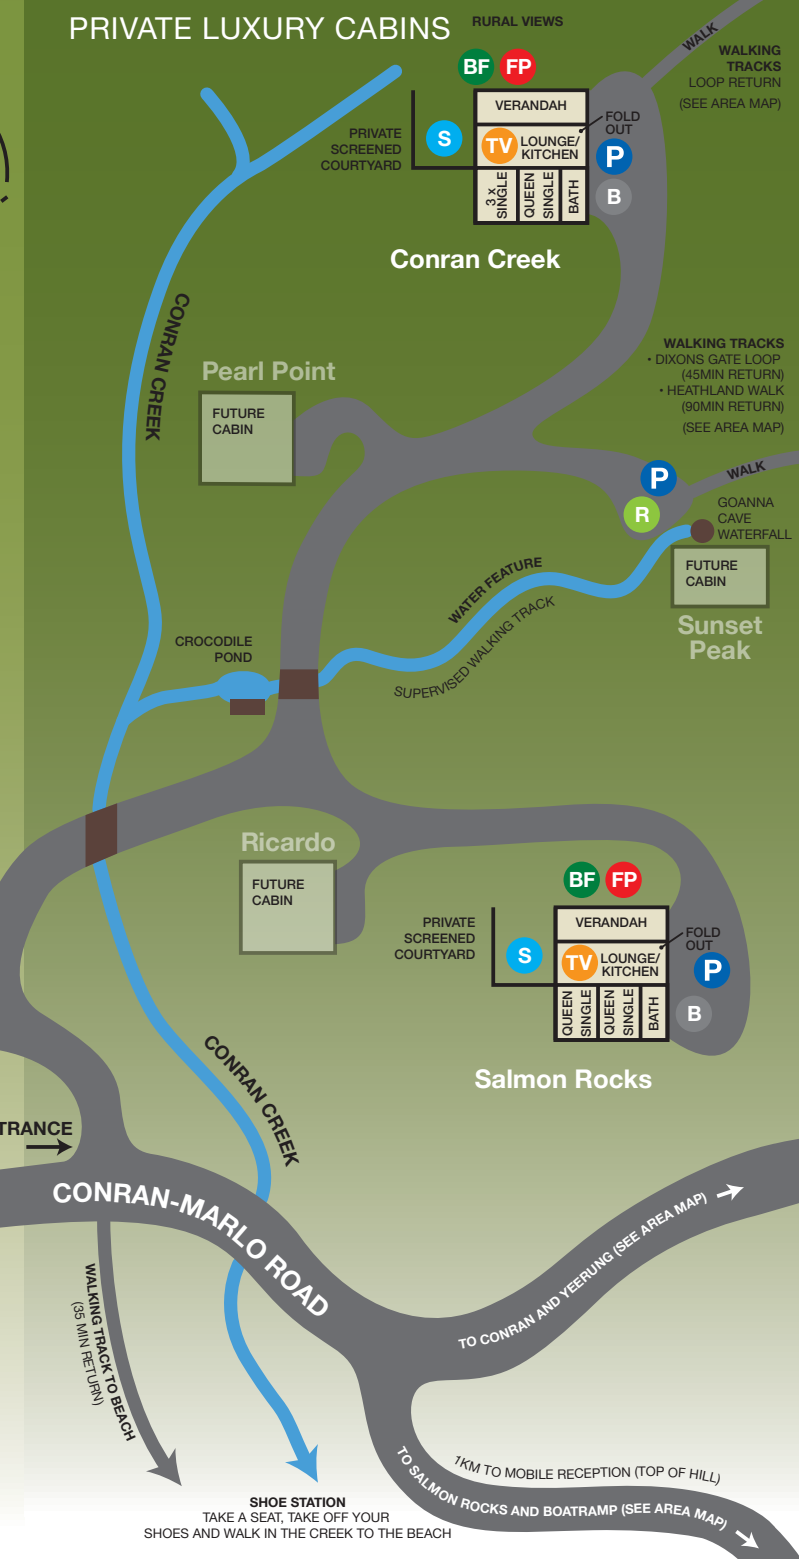 PRIVATE LUXURY CABINS
RURAL VIEWS
BF
FP
WALK
WALKING
TRACKS
LOOP RETURN
(SEE AREA MAP)
VERANDAH
PRIVATE
SCREENED
COURTYARD
S
TV
LOUNGE/
KITCHEN
FOLD
OUT
P
B
3 x
SINGLE
QUEEN
SINGLE
BATH
Conran Creek
CONRAN CREEK
WALKING TRACKS
• DIXONS GATE LOOP
(45MIN RETURN)
• HEATHLAND WALK
(90MIN RETURN)
(SEE AREA MAP)
Pearl Point
FUTURE
CABIN
P
R
WALK
GOANNA
CAVE
WATERFALL
FUTURE
CABIN
Sunset
Peak
WATER FEATURE
SUPERVISED WALKING TRACK
CROCODILE
POND
Ricardo
FUTURE
CABIN
BF
FP
VERANDAH
PRIVATE
SCREENED
COURTYARD
S
TV
LOUNGE/
KITCHEN
FOLD
OUT
P
B
QUEEN
SINGLE
QUEEN
SINGLE
BATH
Salmon Rocks
CONRAN CREEK
TRANCE
CONRAN-MARLO ROAD
TO CONRAN AND YEERUNG (SEE AREA MAP)
WALKING TRACK TO BEACH
(35 MIN RETURN)
1KM TO MOBILE RECEPTION (TOP OF HILL)
TO SALMON ROCKS AND BOATRAMP (SEE AREA MAP)
SHOE STATION
TAKE A SEAT, TAKE OFF YOUR
SHOES AND WALK IN THE CREEK TO THE BEACH